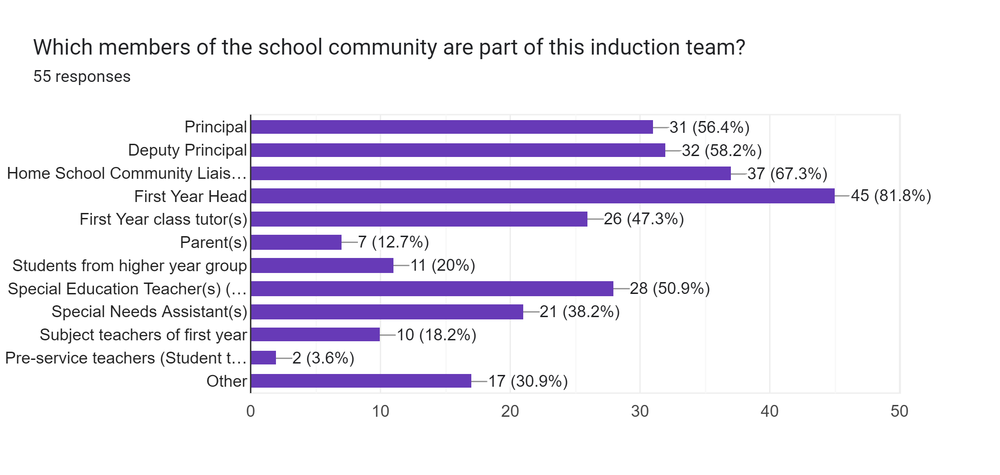 Which members of the school community are part of this induction team?
55 responses
Principal 31 (56.4%)
Deputy Principal 32 (58.2%)
Home School Community Liais… 37 (67.3%)
First Year Head 45 (81.8%)
First Year class tutor(s) 26 (47.3%)
Parent(s) 7 (12.7%)
Students from higher year group 11 (20%)
Special Education Teacher(s) (… 28 (50.9%)
Special Needs Assistant(s) 21 (38.2%)
Subject teachers of first year 10 (18.2%)
Pre-service teachers (Student t… 2 (3.6%)
Other 17 (30.9%)
0 10 20 30 40 50